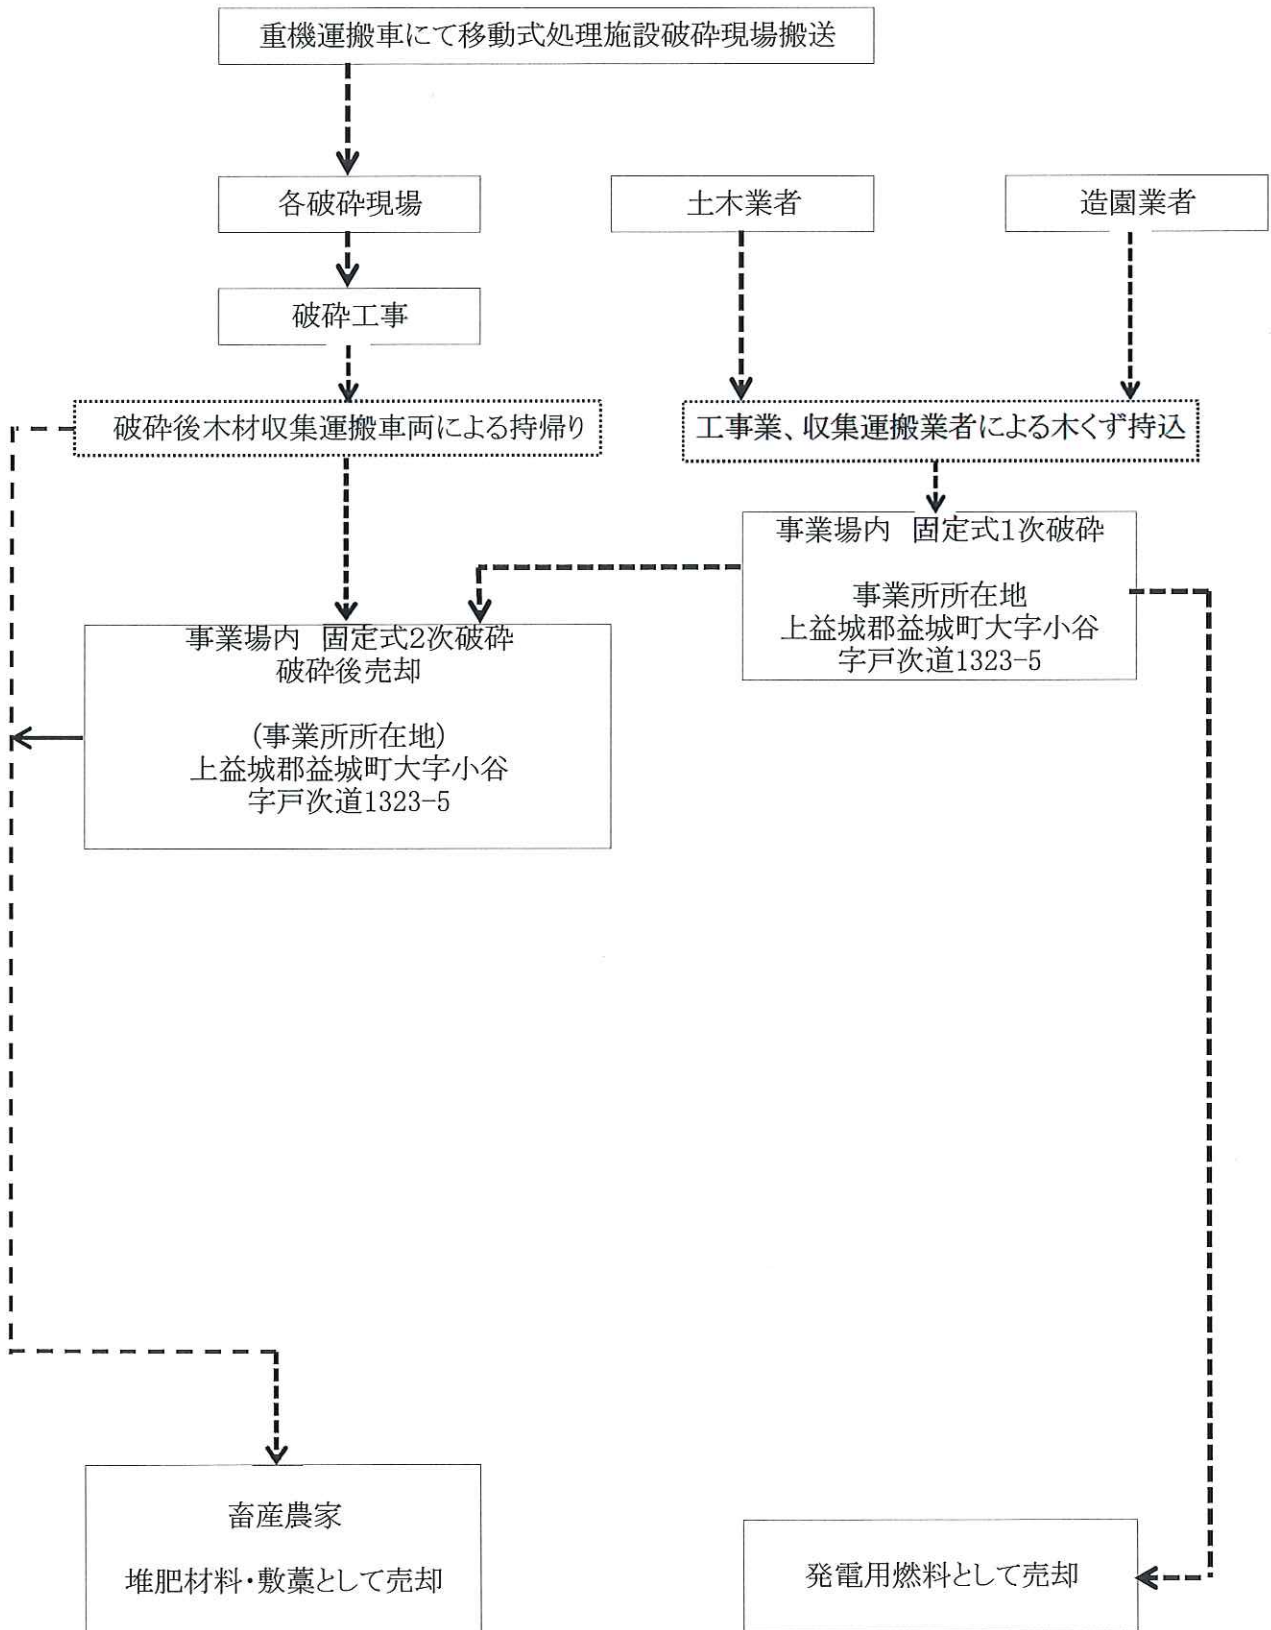 重機運搬車にて移動式処理施設破砕現場搬送
各破砕現場
土木業者
造園業者
破砕工事
破砕後木材収集運搬車両による持帰り
工事業、収集運搬業者による木くず持込
事業場内　固定式1次破砕
事業所所在地
上益城郡益城町大字小谷
字戸次道1323-5
事業場内　固定式2次破砕
破砕後売却
(事業所所在地)
上益城郡益城町大字小谷
字戸次道1323-5
畜産農家
堆肥材料・敷藁として売却
発電用燃料として売却